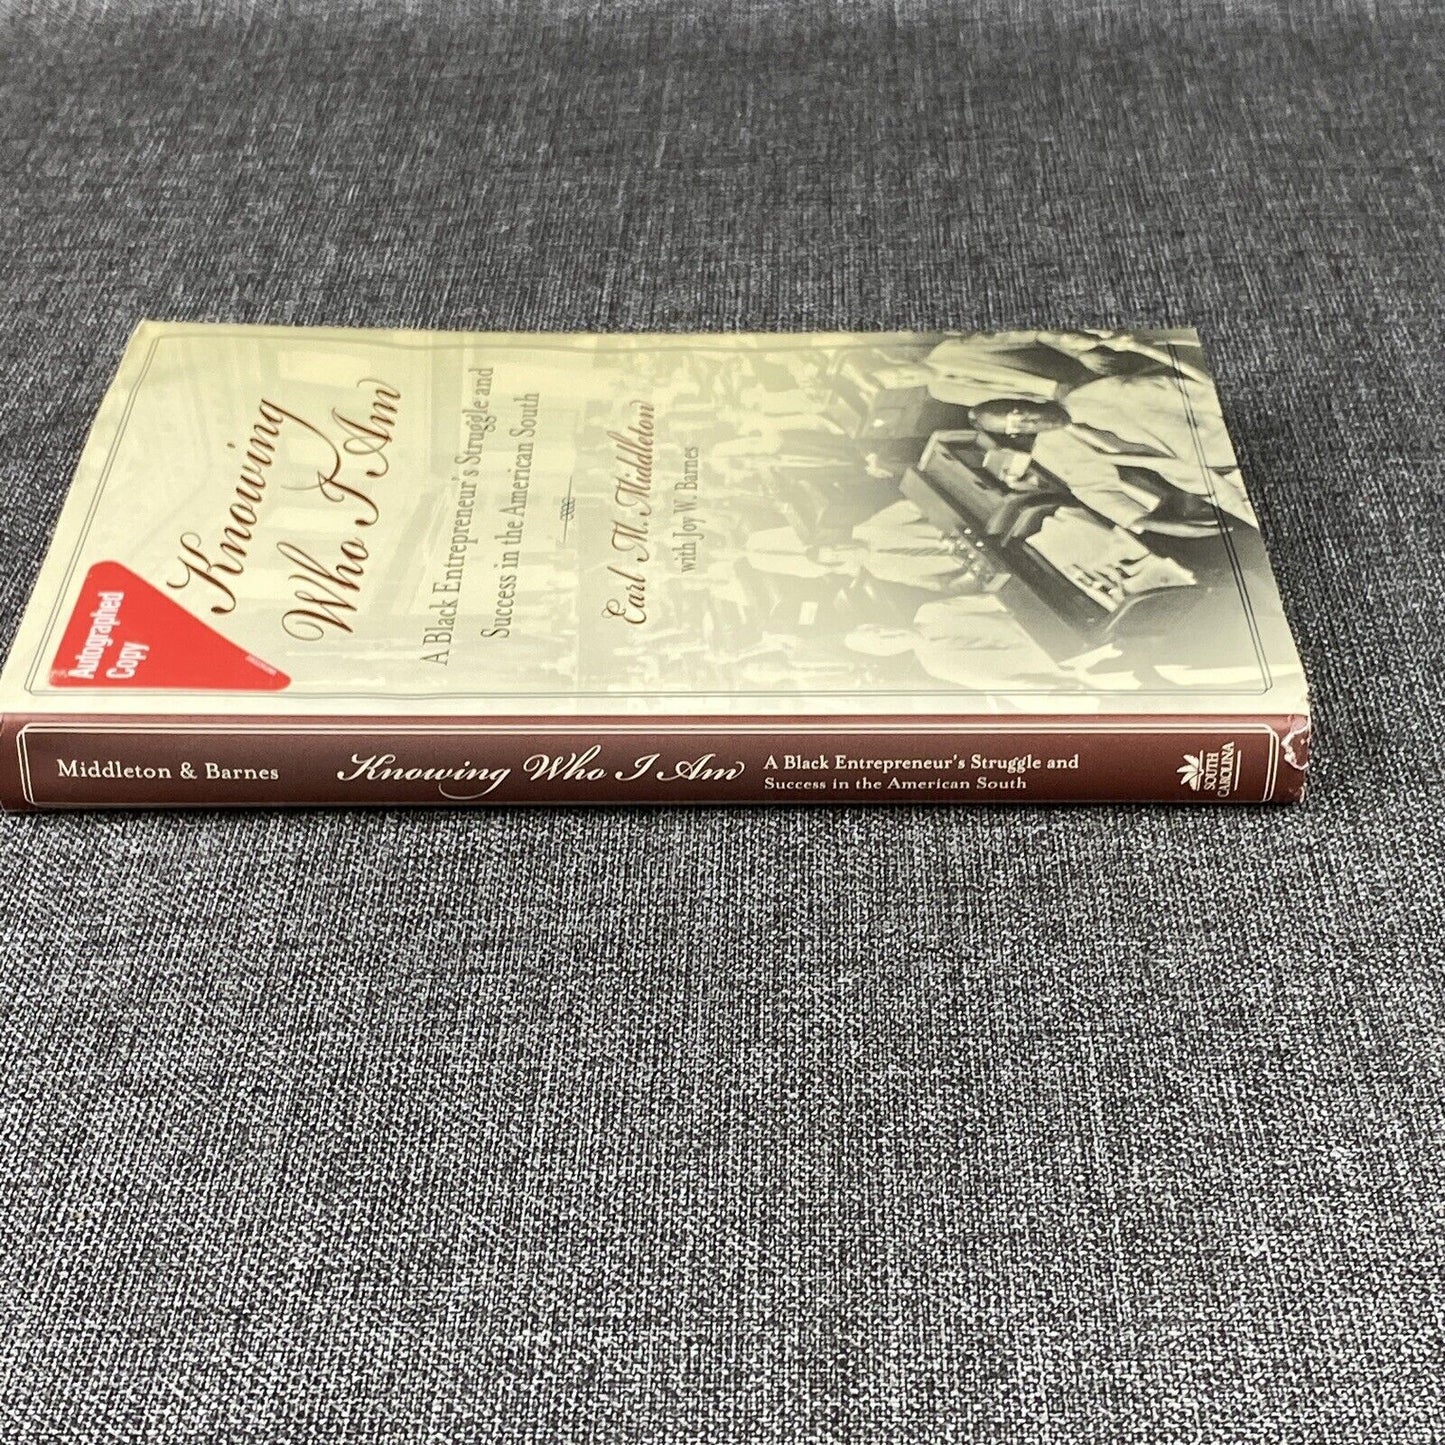 Autographed
Copy
Knowing
Who I Am
A Black Entrepreneur's Struggle and
Success in the American South
Earl M. Middleton
with Joy W. Barnes
Middleton & Barnes
Knowing Who I Am
A Black Entrepreneur's Struggle and
Success in the American South
SOUTH
CAROLINA